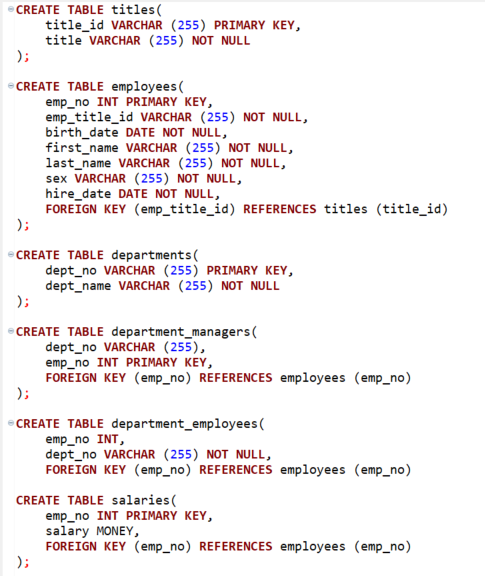 CREATE TABLE titles(
    title_id VARCHAR (255) PRIMARY KEY,
    title VARCHAR (255) NOT NULL
);
CREATE TABLE employees(
    emp_no INT PRIMARY KEY,
    emp_title_id VARCHAR (255) NOT NULL,
    birth_date DATE NOT NULL,
    first_name VARCHAR (255) NOT NULL,
    last_name VARCHAR (255) NOT NULL,
    sex VARCHAR (255) NOT NULL,
    hire_date DATE NOT NULL,
    FOREIGN KEY (emp_title_id) REFERENCES titles (title_id)
);
CREATE TABLE departments(
    dept_no VARCHAR (255) PRIMARY KEY,
    dept_name VARCHAR (255) NOT NULL
);
CREATE TABLE department_managers(
    dept_no VARCHAR (255),
    emp_no INT PRIMARY KEY,
    FOREIGN KEY (emp_no) REFERENCES employees (emp_no)
);
CREATE TABLE department_employees(
    emp_no INT,
    dept_no VARCHAR (255) NOT NULL,
    FOREIGN KEY (emp_no) REFERENCES employees (emp_no)
CREATE TABLE salaries(
    emp_no INT PRIMARY KEY,
    salary MONEY,
    FOREIGN KEY (emp_no) REFERENCES employees (emp_no)
);